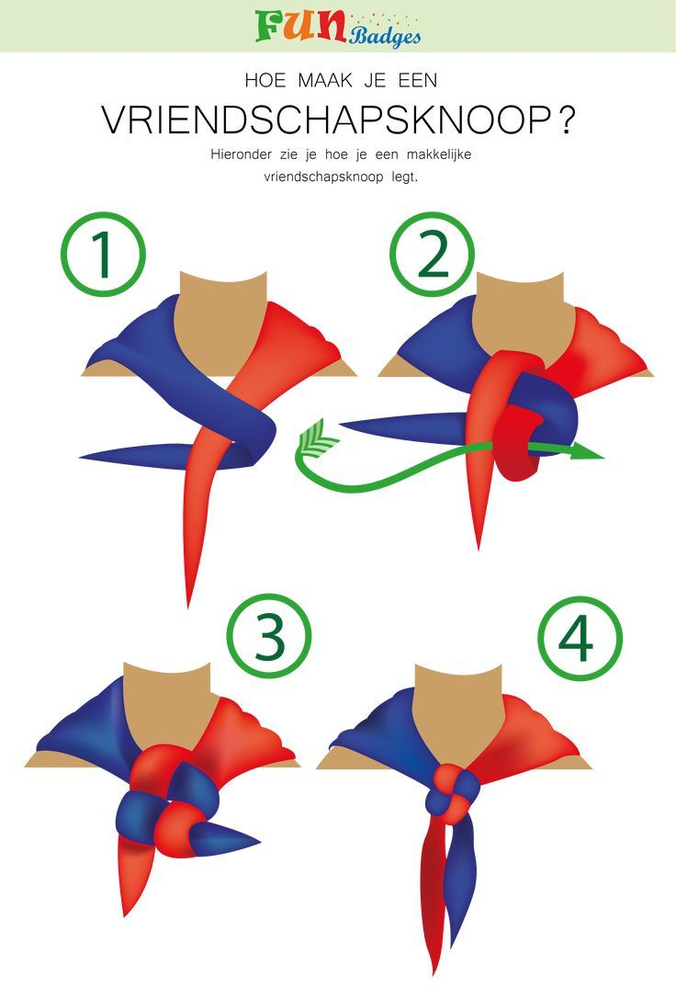 FUN Badges
HOE MAAK JE EEN
VRIENDSCHAPSKNOOP?
Hieronder zie je hoe je een makkelijke
vriendschapsknoop legt.
1
2
3
4